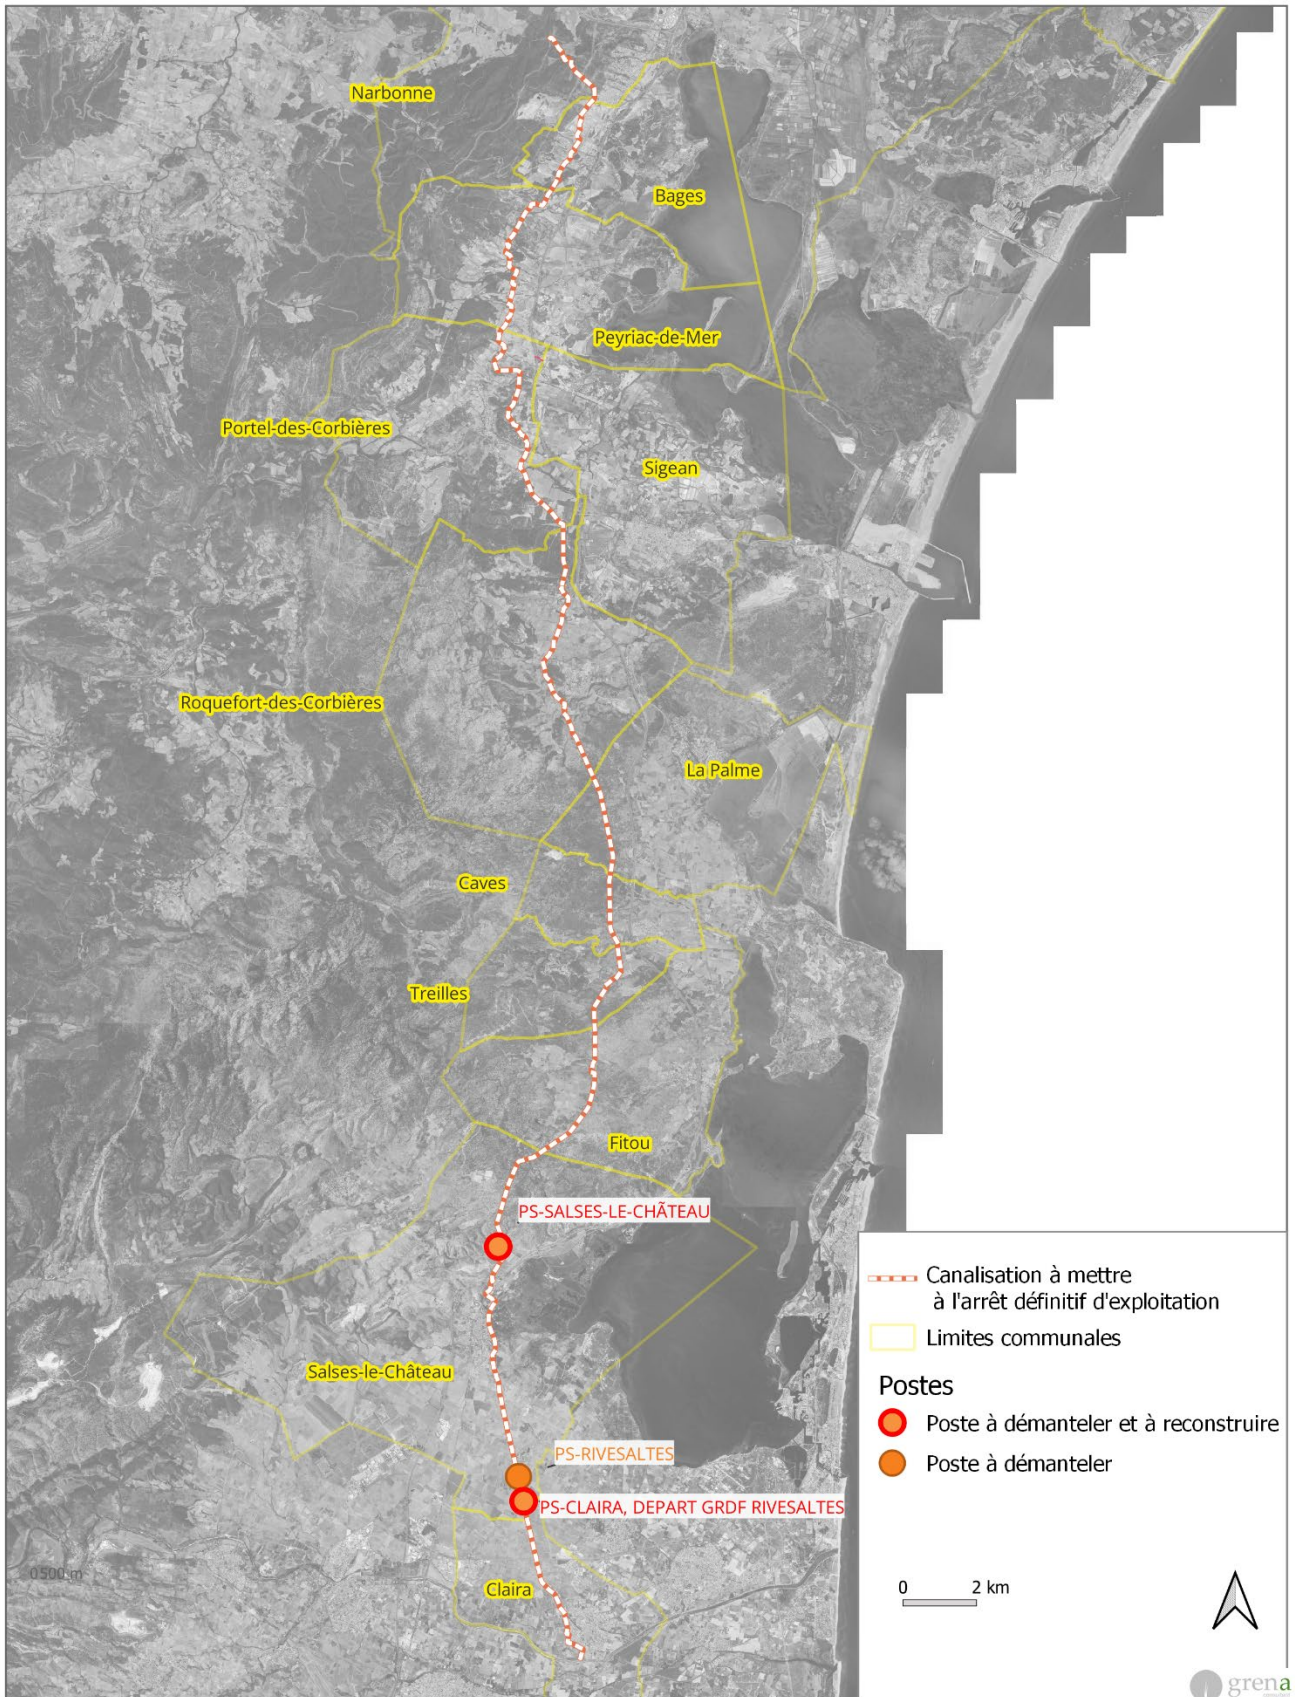 Narbonne
Bages
Peyriac-de-Mer
Portel-des-Corbières
Sigean
Roquefort-des-Corbières
La Palme
Caves
Treilles
Fitou
PS-SALSES-LE-CHÃTEAU
Salses-le-Château
PS-RIVESALTES
PS-CLAIRA, DEPART GRDF RIVESALTES
Claira
0500 m
Canalisation à mettre
à l'arrêt définitif d'exploitation
Limites communales
Postes
Poste à démanteler et à reconstruire
Poste à démanteler
0 2 km
grena